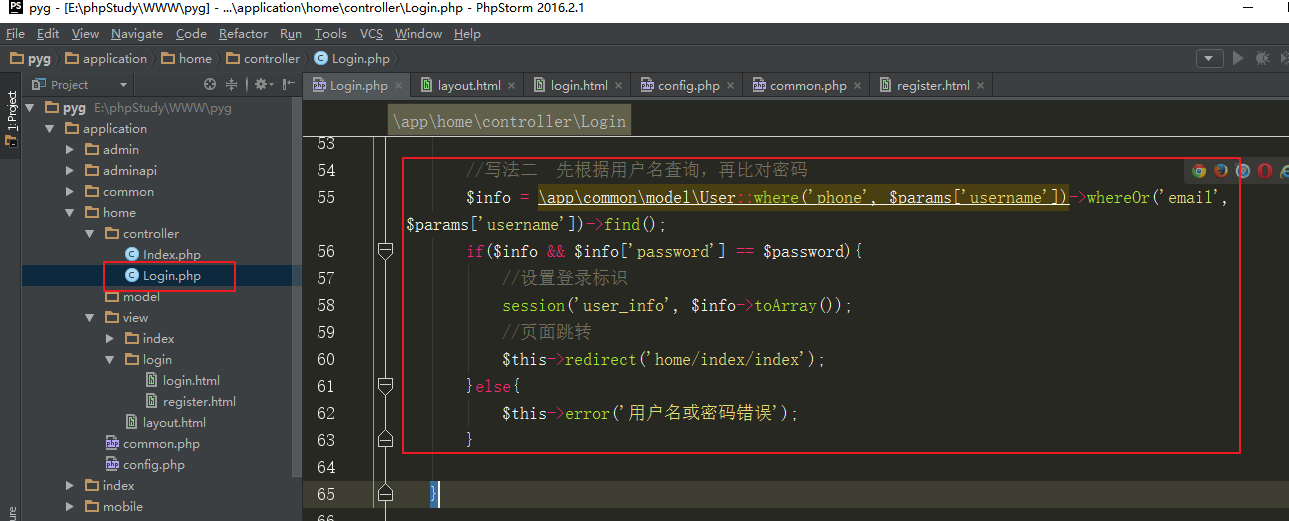 pyg - [E:\phpStudy\WWW\pyg] - ...\application\home\controller\Login.php - PhpStorm 2016.2.1
File Edit View Navigate Code Refactor Run Tools VCS Window Help
pyg application home controller Login.php
Project
Login.php × layout.html × login.html × config.php × common.php × register.html ×
1: Project
pyg E:\phpStudy\WWW\pyg
application
admin
adminapi
common
home
controller
Index.php
Login.php
model
view
index
login
login.html
register.html
layout.html
common.php
config.php
index
mobile
\app\home\controller\Login
53
54 //写法二 先根据用户名查询，再比对密码
55 $info = \app\common\model\User::where('phone', $params['username'])->whereOr('email',
$params['username'])->find();
56 if($info && $info['password'] == $password){
57 //设置登录标识
58 session('user_info', $info->toArray());
59 //页面跳转
60 $this->redirect('home/index/index');
61 }else{
62 $this->error('用户名或密码错误');
63 }
64
65 }